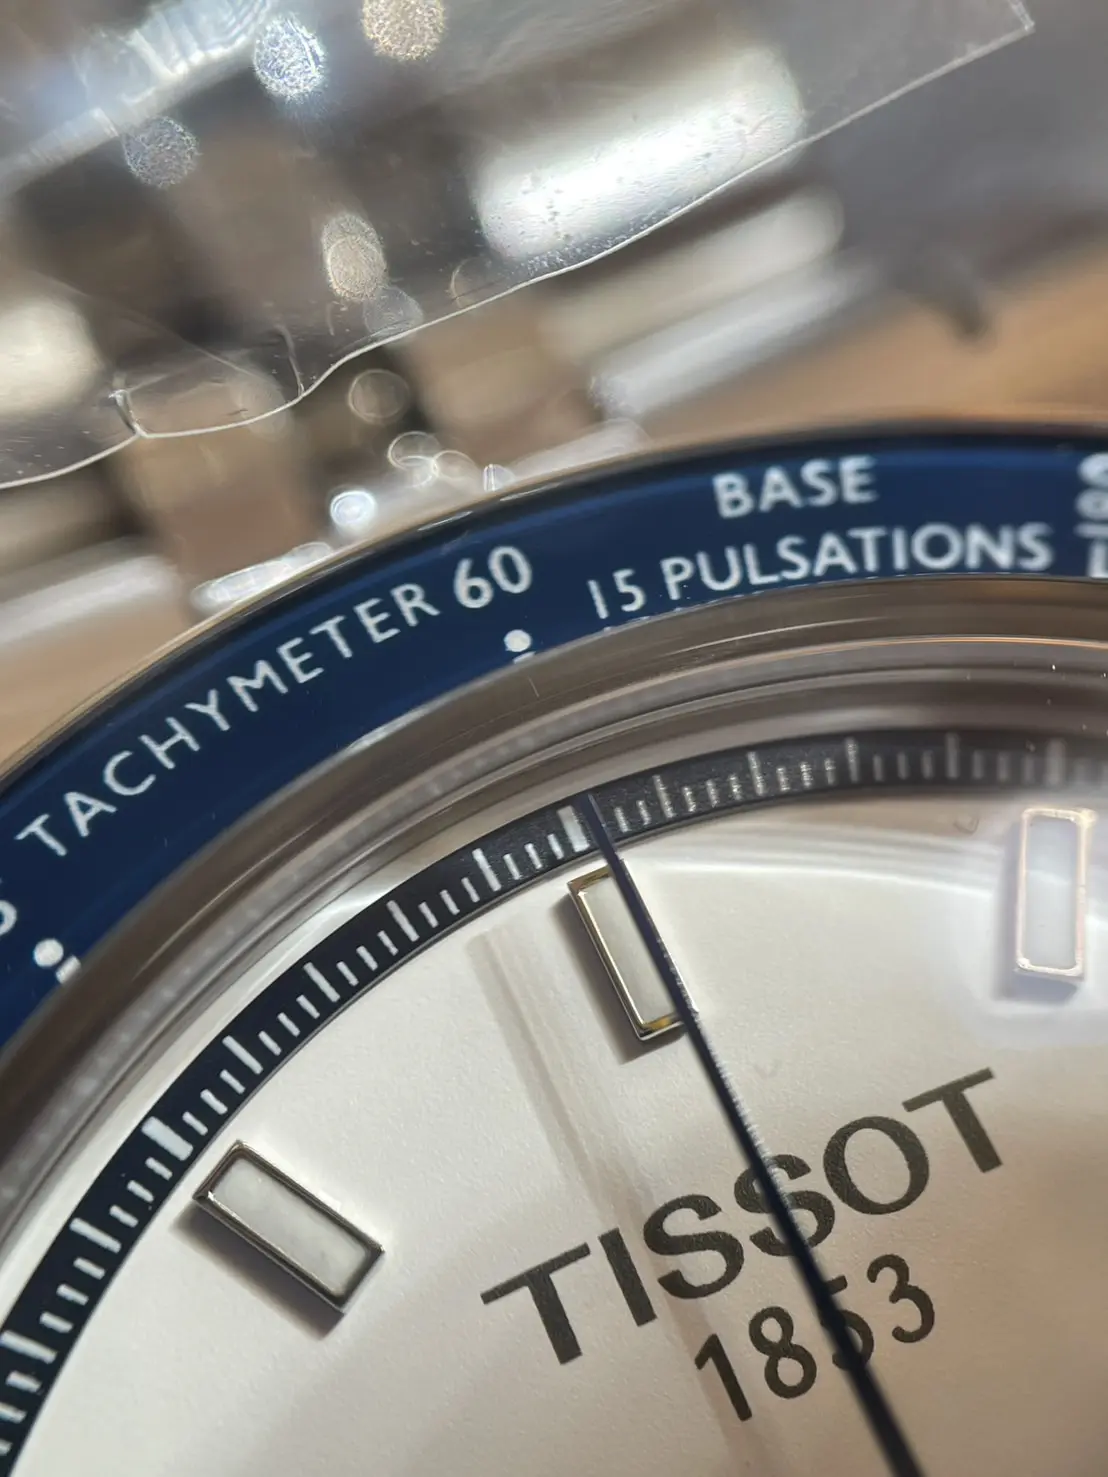 TACHYMETER 60
BASE
15 PULSATIONS
TISSOT
1853